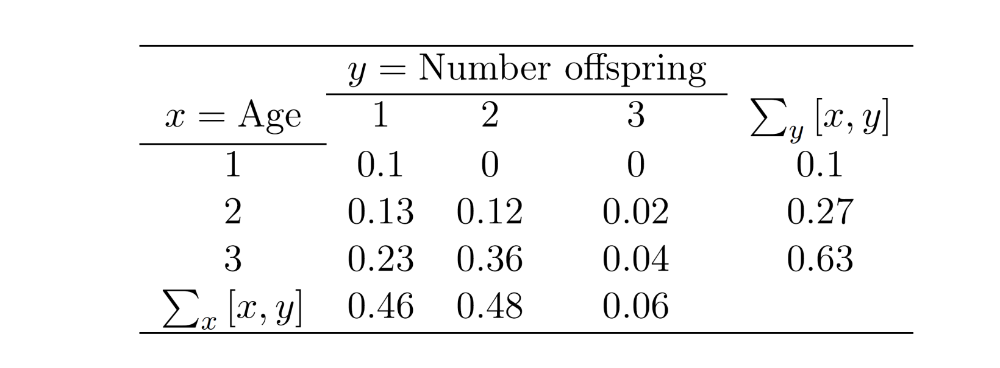 y = Number offspring
x = Age 1 2 3 ∑y [x, y]
1 0.1 0 0 0.1
2 0.13 0.12 0.02 0.27
3 0.23 0.36 0.04 0.63
∑x [x, y] 0.46 0.48 0.06